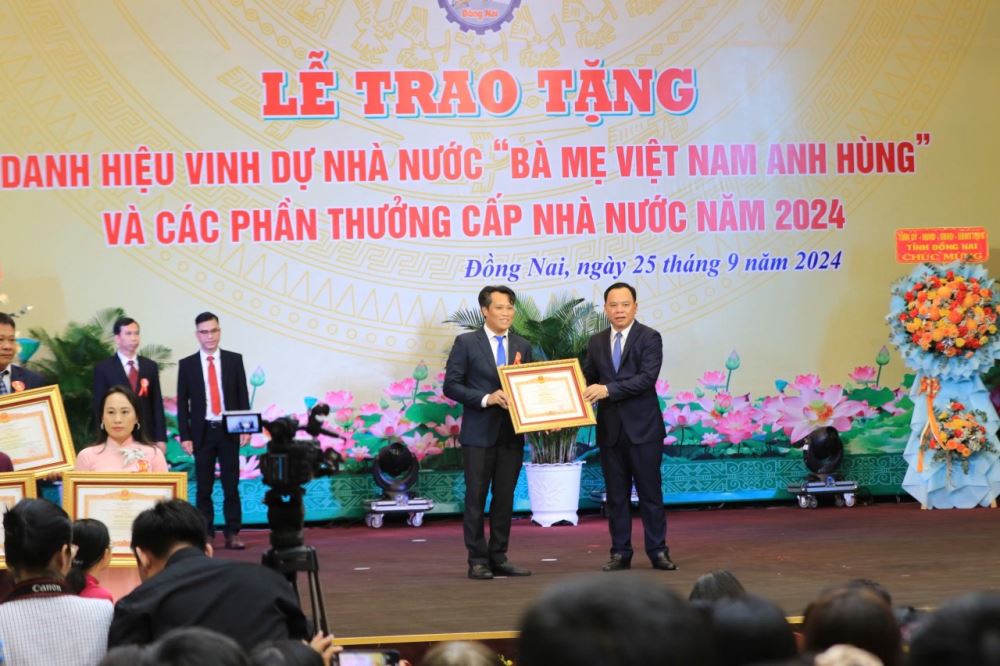 Đồng Nai
LỄ TRAO TẶNG
DANH HIỆU VINH DỰ NHÀ NƯỚC “BÀ MẸ VIỆT NAM ANH HÙNG”
VÀ CÁC PHẦN THƯỞNG CẤP NHÀ NƯỚC NĂM 2024
Đồng Nai, ngày 25 tháng 9 năm 2024
TỈNH ĐỒNG NAI
CHÚC MỪNG
Canon